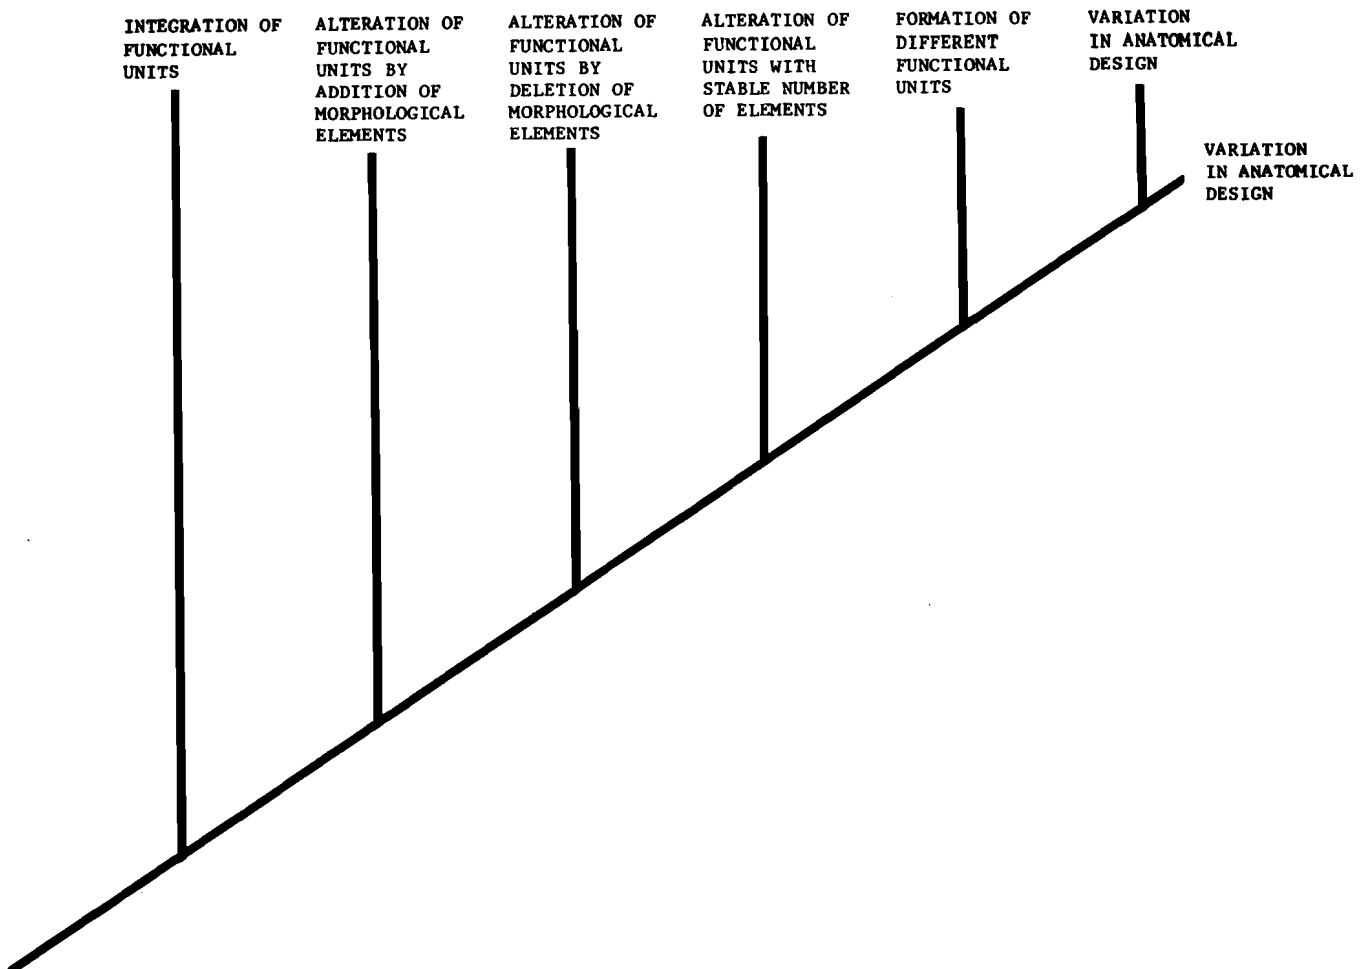 INTEGRATION OF
FUNCTIONAL
UNITS
ALTERATION OF
FUNCTIONAL
UNITS BY
ADDITION OF
MORPHOLOGICAL
ELEMENTS
ALTERATION OF
FUNCTIONAL
UNITS BY
DELETION OF
MORPHOLOGICAL
ELEMENTS
ALTERATION OF
FUNCTIONAL
UNITS WITH
STABLE NUMBER
OF ELEMENTS
FORMATION OF
DIFFERENT
FUNCTIONAL
UNITS
VARIATION
IN ANATOMICAL
DESIGN
VARIATION
IN ANATOMICAL
DESIGN